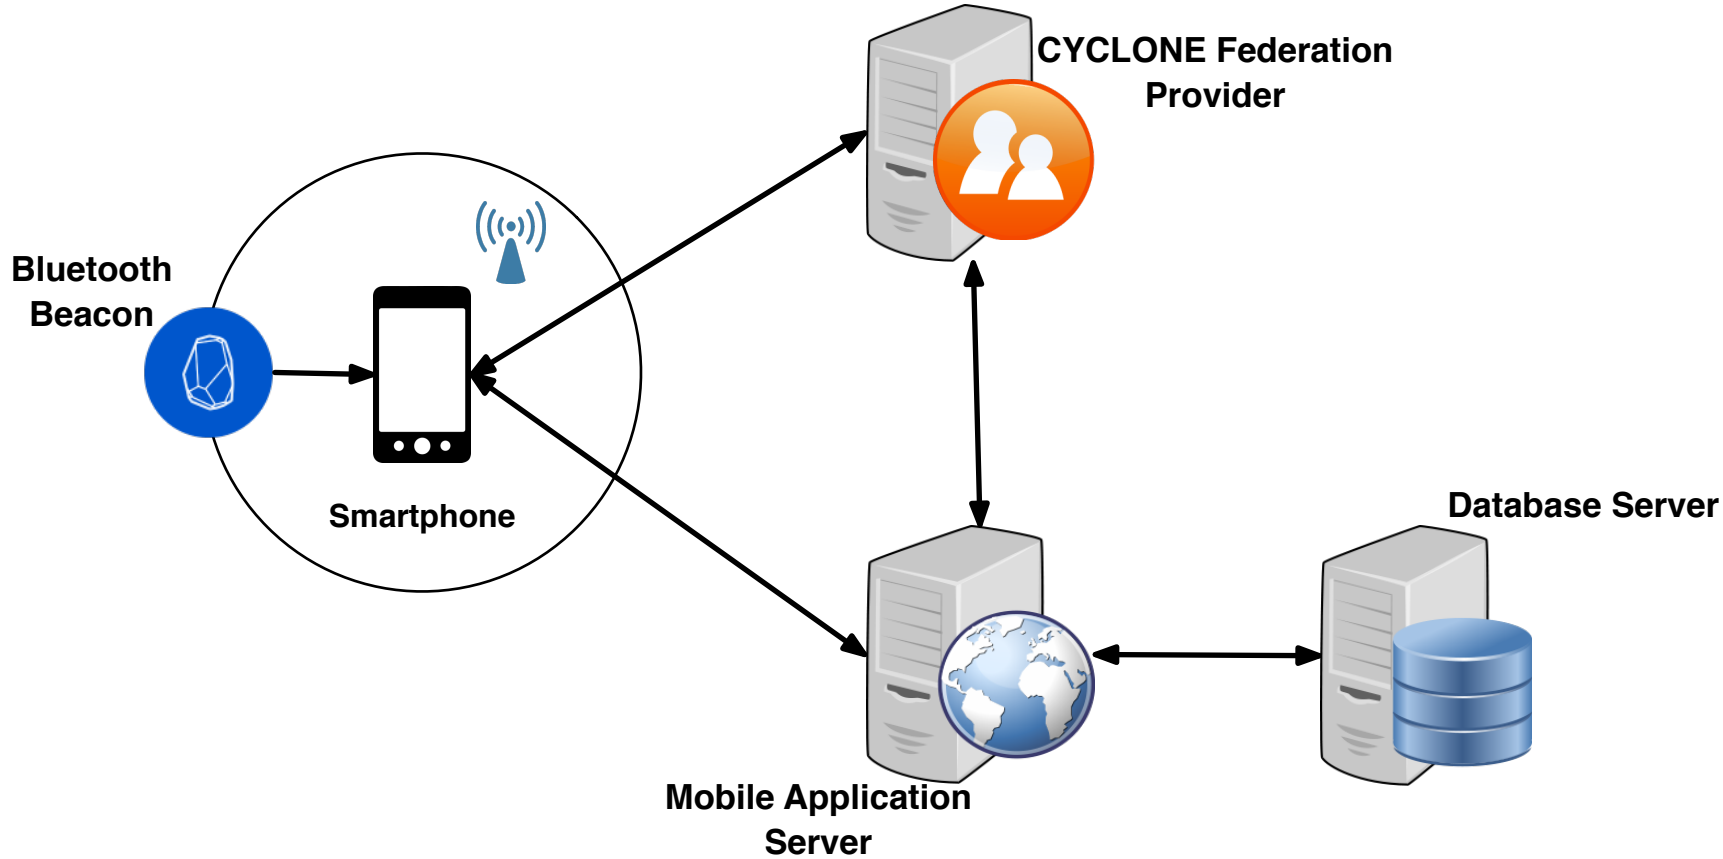 CYCLONE Federation
Provider
Bluetooth
Beacon
Smartphone
Database Server
Mobile Application
Server